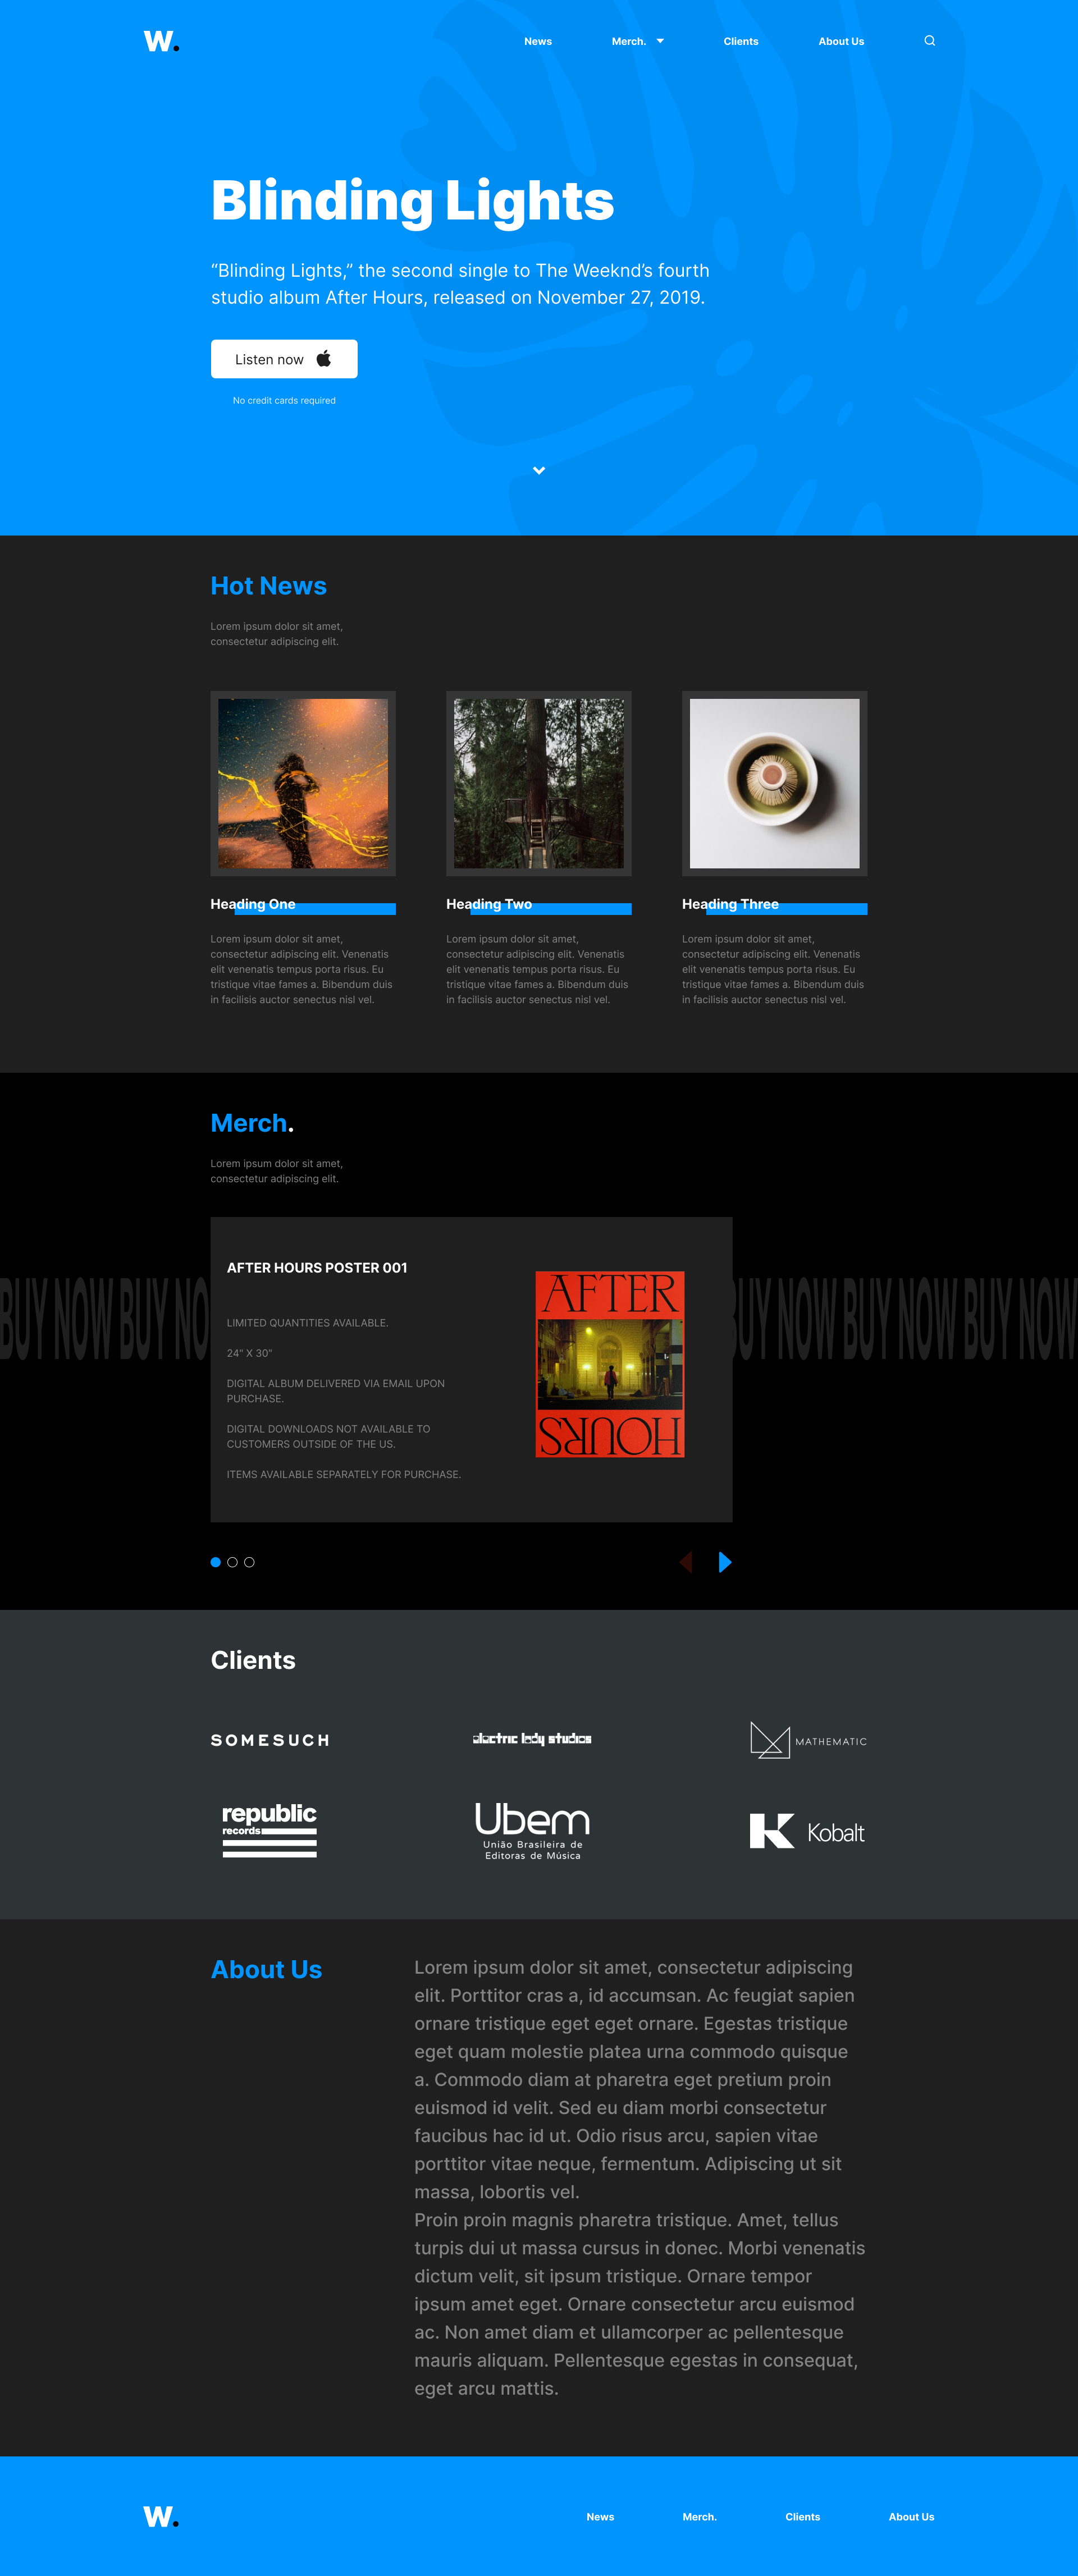 W.
News
Merch.
Clients
About Us
Blinding Lights
“Blinding Lights,” the second single to The Weeknd’s fourth
studio album After Hours, released on November 27, 2019.
Listen now
No credit cards required
Hot News
Lorem ipsum dolor sit amet,
consectetur adipiscing elit.
Heading One
Lorem ipsum dolor sit amet,
consectetur adipiscing elit. Venenatis
elit venenatis tempus porta risus. Eu
tristique vitae fames a. Bibendum duis
in facilisis auctor senectus nisl vel.
Heading Two
Lorem ipsum dolor sit amet,
consectetur adipiscing elit. Venenatis
elit venenatis tempus porta risus. Eu
tristique vitae fames a. Bibendum duis
in facilisis auctor senectus nisl vel.
Heading Three
Lorem ipsum dolor sit amet,
consectetur adipiscing elit. Venenatis
elit venenatis tempus porta risus. Eu
tristique vitae fames a. Bibendum duis
in facilisis auctor senectus nisl vel.
Merch.
Lorem ipsum dolor sit amet,
consectetur adipiscing elit.
BUY NOW BUY NO
AFTER HOURS POSTER 001
LIMITED QUANTITIES AVAILABLE.
24" X 30"
DIGITAL ALBUM DELIVERED VIA EMAIL UPON
PURCHASE.
DIGITAL DOWNLOADS NOT AVAILABLE TO
CUSTOMERS OUTSIDE OF THE US.
ITEMS AVAILABLE SEPARATELY FOR PURCHASE.
AFTER
HOURS
BUY NOW BUY NOW BUY NOW
Clients
SOMESUCH
electric lady studios
MATHEMATIC
republic
records
Ubem
União Brasileira de
Editoras de Música
K Kobalt
About Us
Lorem ipsum dolor sit amet, consectetur adipiscing
elit. Porttitor cras a, id accumsan. Ac feugiat sapien
ornare tristique eget eget ornare. Egestas tristique
eget quam molestie platea urna commodo quisque
a. Commodo diam at pharetra eget pretium proin
euismod id velit. Sed eu diam morbi consectetur
faucibus hac id ut. Odio risus arcu, sapien vitae
porttitor vitae neque, fermentum. Adipiscing ut sit
massa, lobortis vel.
Proin proin magnis pharetra tristique. Amet, tellus
turpis dui ut massa cursus in donec. Morbi venenatis
dictum velit, sit ipsum tristique. Ornare tempor
ipsum amet eget. Ornare consectetur arcu euismod
ac. Non amet diam et ullamcorper ac pellentesque
mauris aliquam. Pellentesque egestas in consequat,
eget arcu mattis.
W.
News
Merch.
Clients
About Us